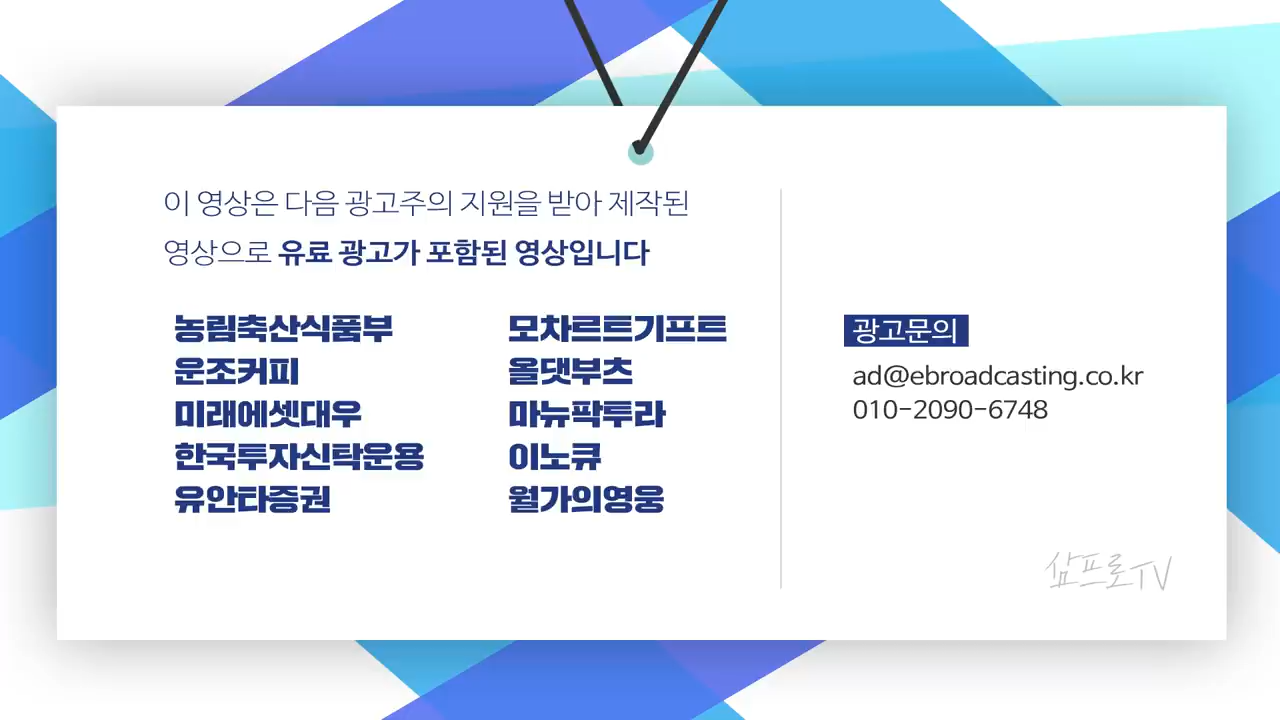 이 영상은 다음 광고주의 지원을 받아 제작된
영상으로 유료 광고가 포함된 영상입니다
농림축산식품부
운조커피
미래에셋대우
한국투자신탁운용
유안타증권
모차르트기프트
올댓부츠
마뉴팍투라
이노큐
월가의영웅
광고문의
ad@ebroadcasting.co.kr
010-2090-6748
삼프로TV